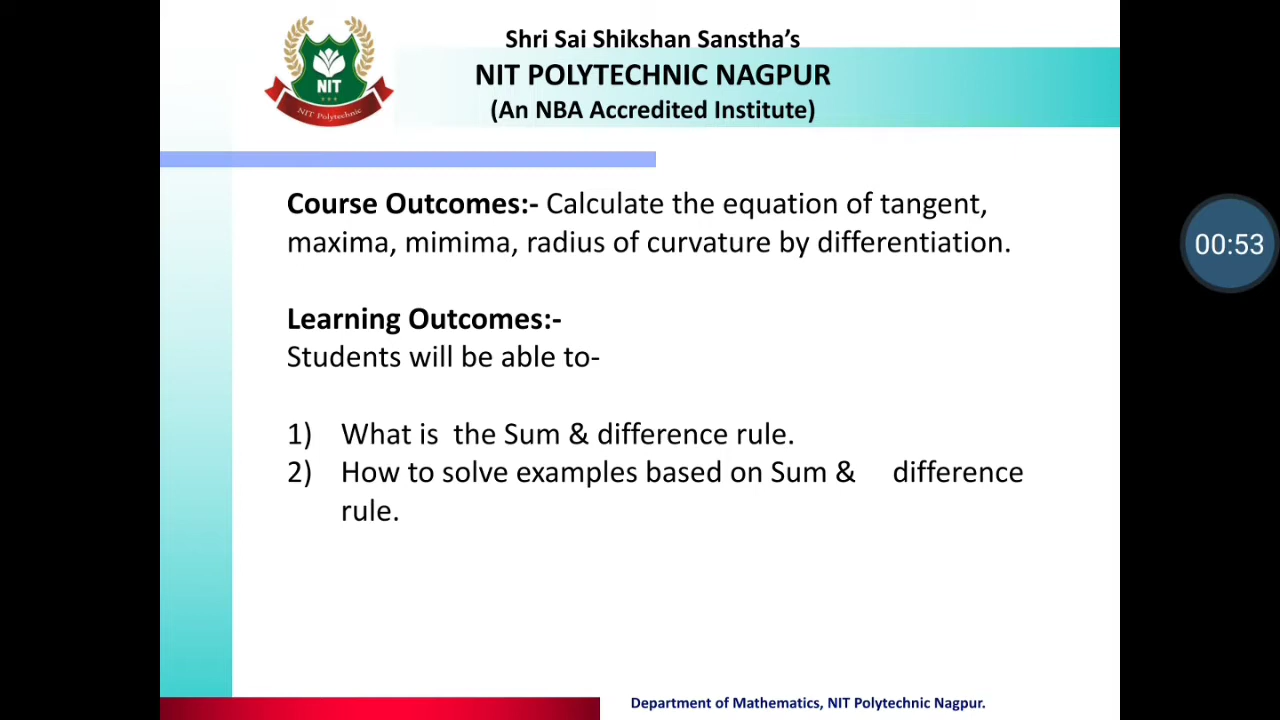 Shri Sai Shikshan Sanstha's
NIT POLYTECHNIC NAGPUR
(An NBA Accredited Institute)
NIT
NIT Polytechnic
Course Outcomes:- Calculate the equation of tangent,
maxima, mimima, radius of curvature by differentiation.
00:53
Learning Outcomes:-
Students will be able to-
1) What is the Sum & difference rule.
2) How to solve examples based on Sum & difference
rule.
Department of Mathematics, NIT Polytechnic Nagpur.